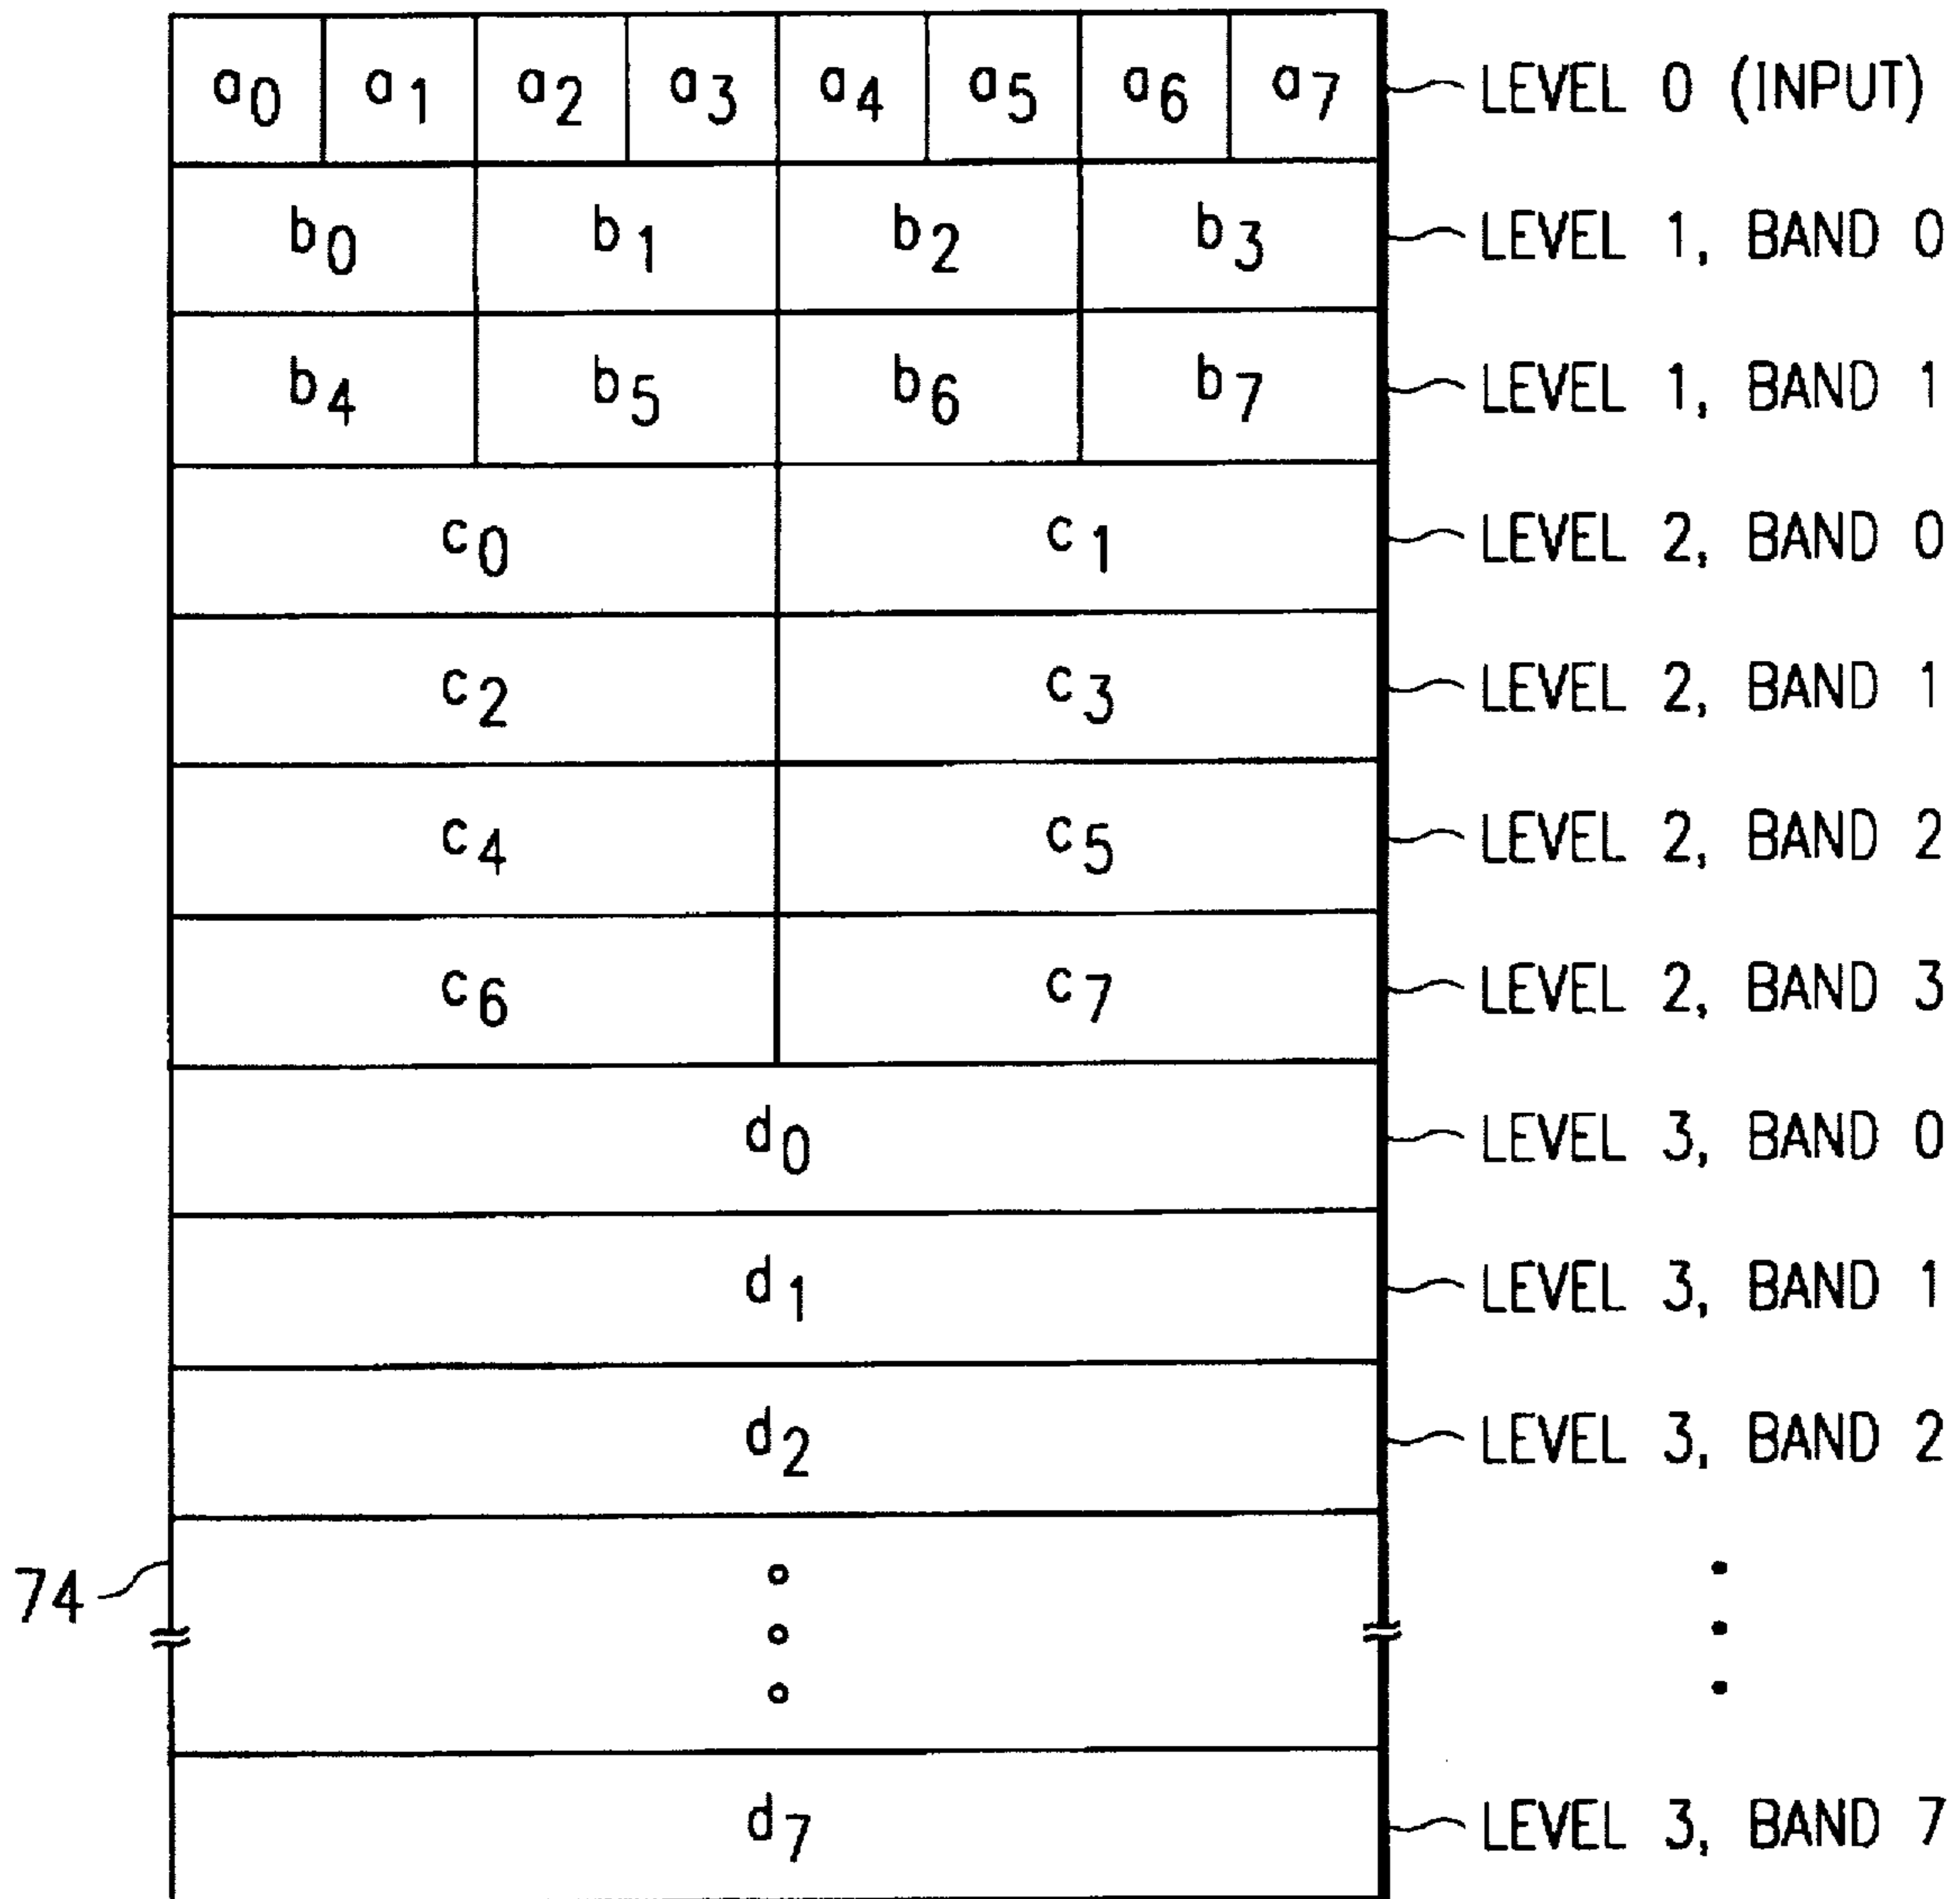 a0 a1 a2 a3 a4 a5 a6 a7 LEVEL 0 (INPUT)
b0 b1 b2 b3 LEVEL 1, BAND 0
b4 b5 b6 b7 LEVEL 1, BAND 1
c0 c1 LEVEL 2, BAND 0
c2 c3 LEVEL 2, BAND 1
c4 c5 LEVEL 2, BAND 2
c6 c7 LEVEL 2, BAND 3
d0 LEVEL 3, BAND 0
d1 LEVEL 3, BAND 1
d2 LEVEL 3, BAND 2
74
d7 LEVEL 3, BAND 7